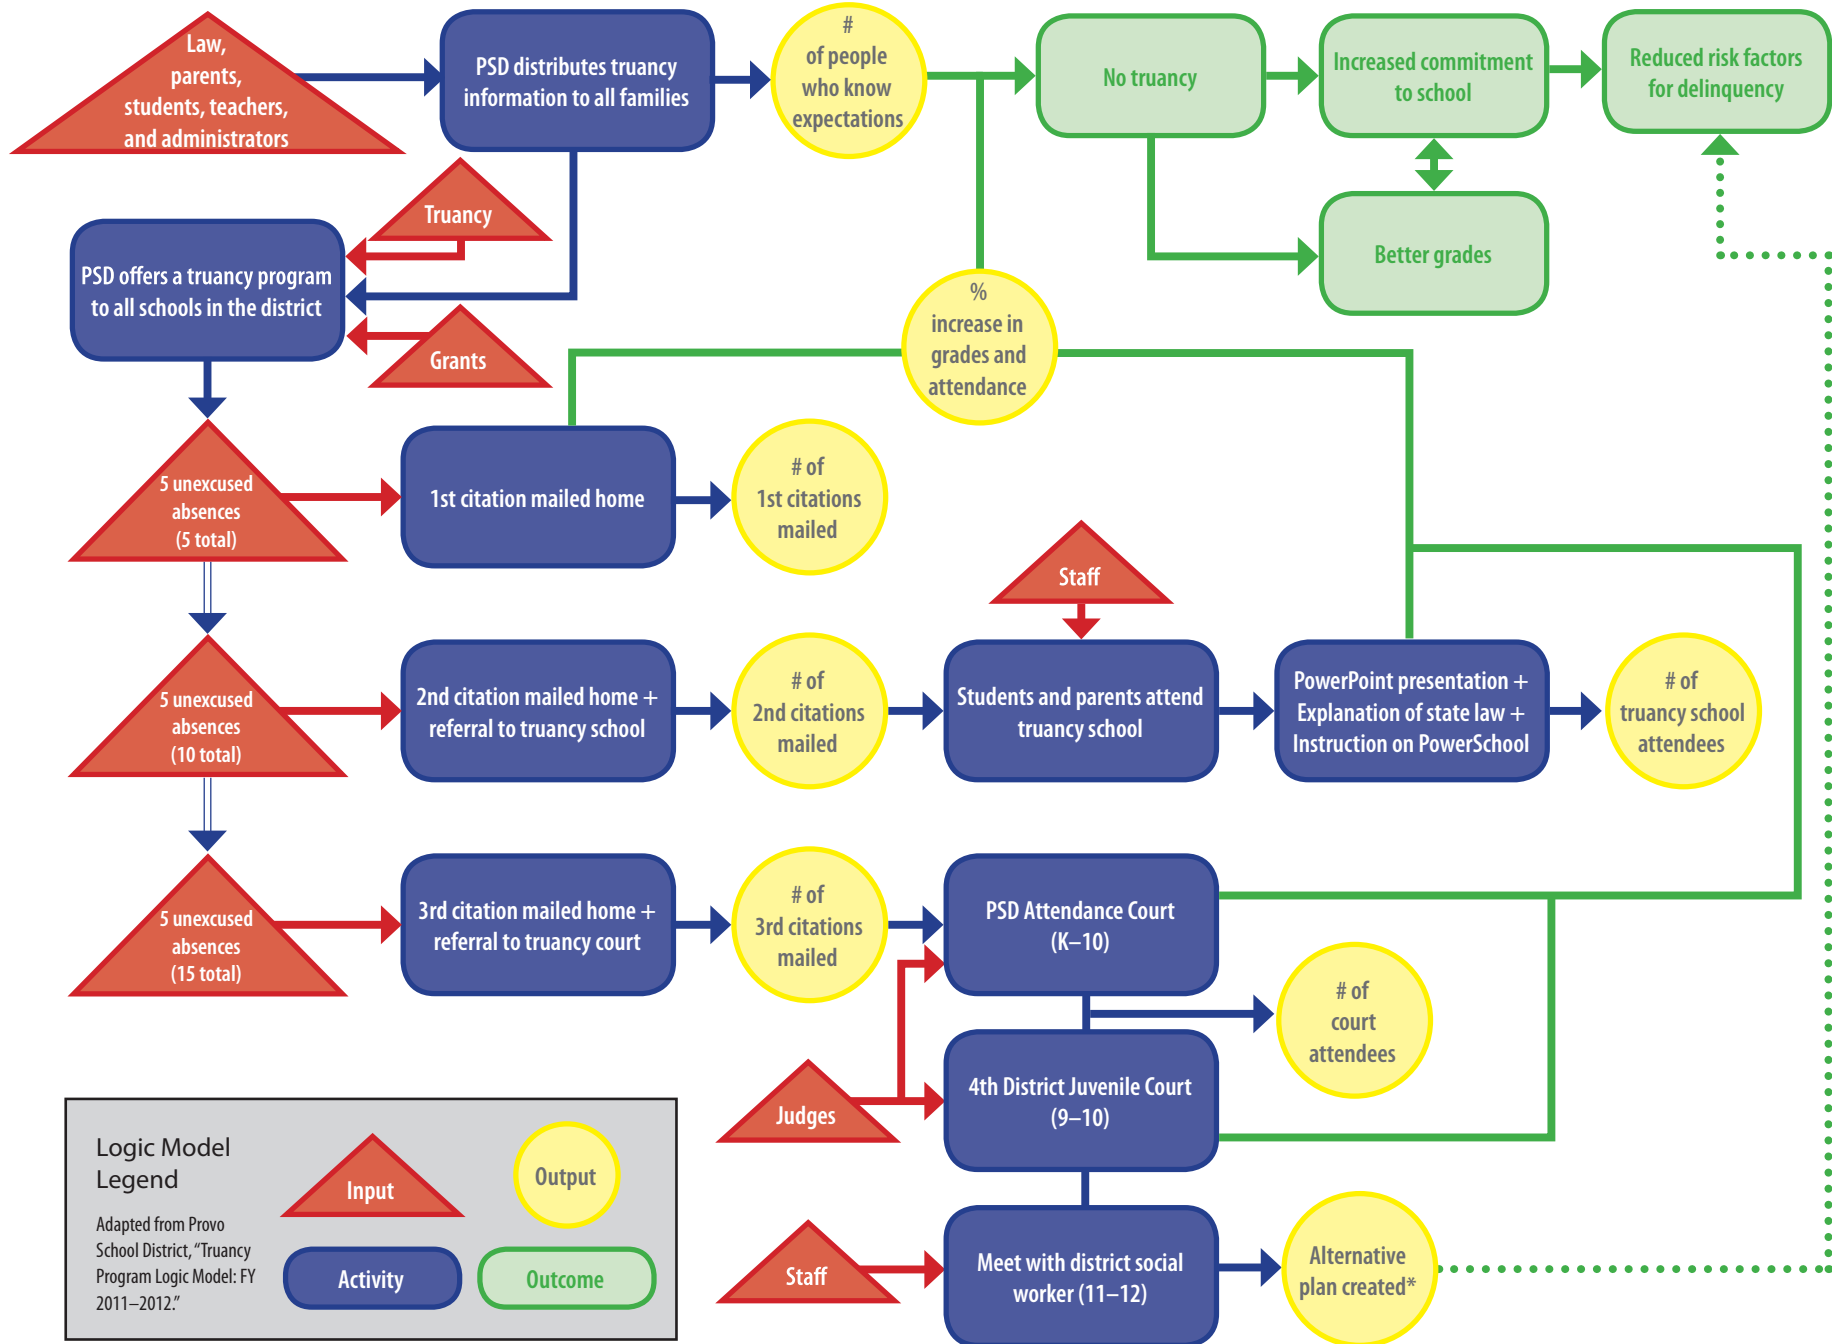 Law,
parents,
students, teachers,
and administrators
PSD distributes truancy
information to all families
#
of people
who know
expectations
No truancy
Increased commitment
to school
Reduced risk factors
for delinquency
Truancy
Better grades
PSD offers a truancy program
to all schools in the district
Grants
%
increase in
grades and
attendance
5 unexcused
absences
(5 total)
1st citation mailed home
# of
1st citations
mailed
Staff
5 unexcused
absences
(10 total)
2nd citation mailed home +
referral to truancy school
# of
2nd citations
mailed
Students and parents attend
truancy school
PowerPoint presentation +
Explanation of state law +
Instruction on PowerSchool
# of
truancy school
attendees
5 unexcused
absences
(15 total)
3rd citation mailed home +
referral to truancy court
# of
3rd citations
mailed
PSD Attendance Court
(K–10)
# of
court
attendees
Judges
4th District Juvenile Court
(9–10)
Staff
Meet with district social
worker (11–12)
Alternative
plan created*
Logic Model
Legend
Adapted from Provo
School District, “Truancy
Program Logic Model: FY
2011–2012.”
Input
Output
Activity
Outcome